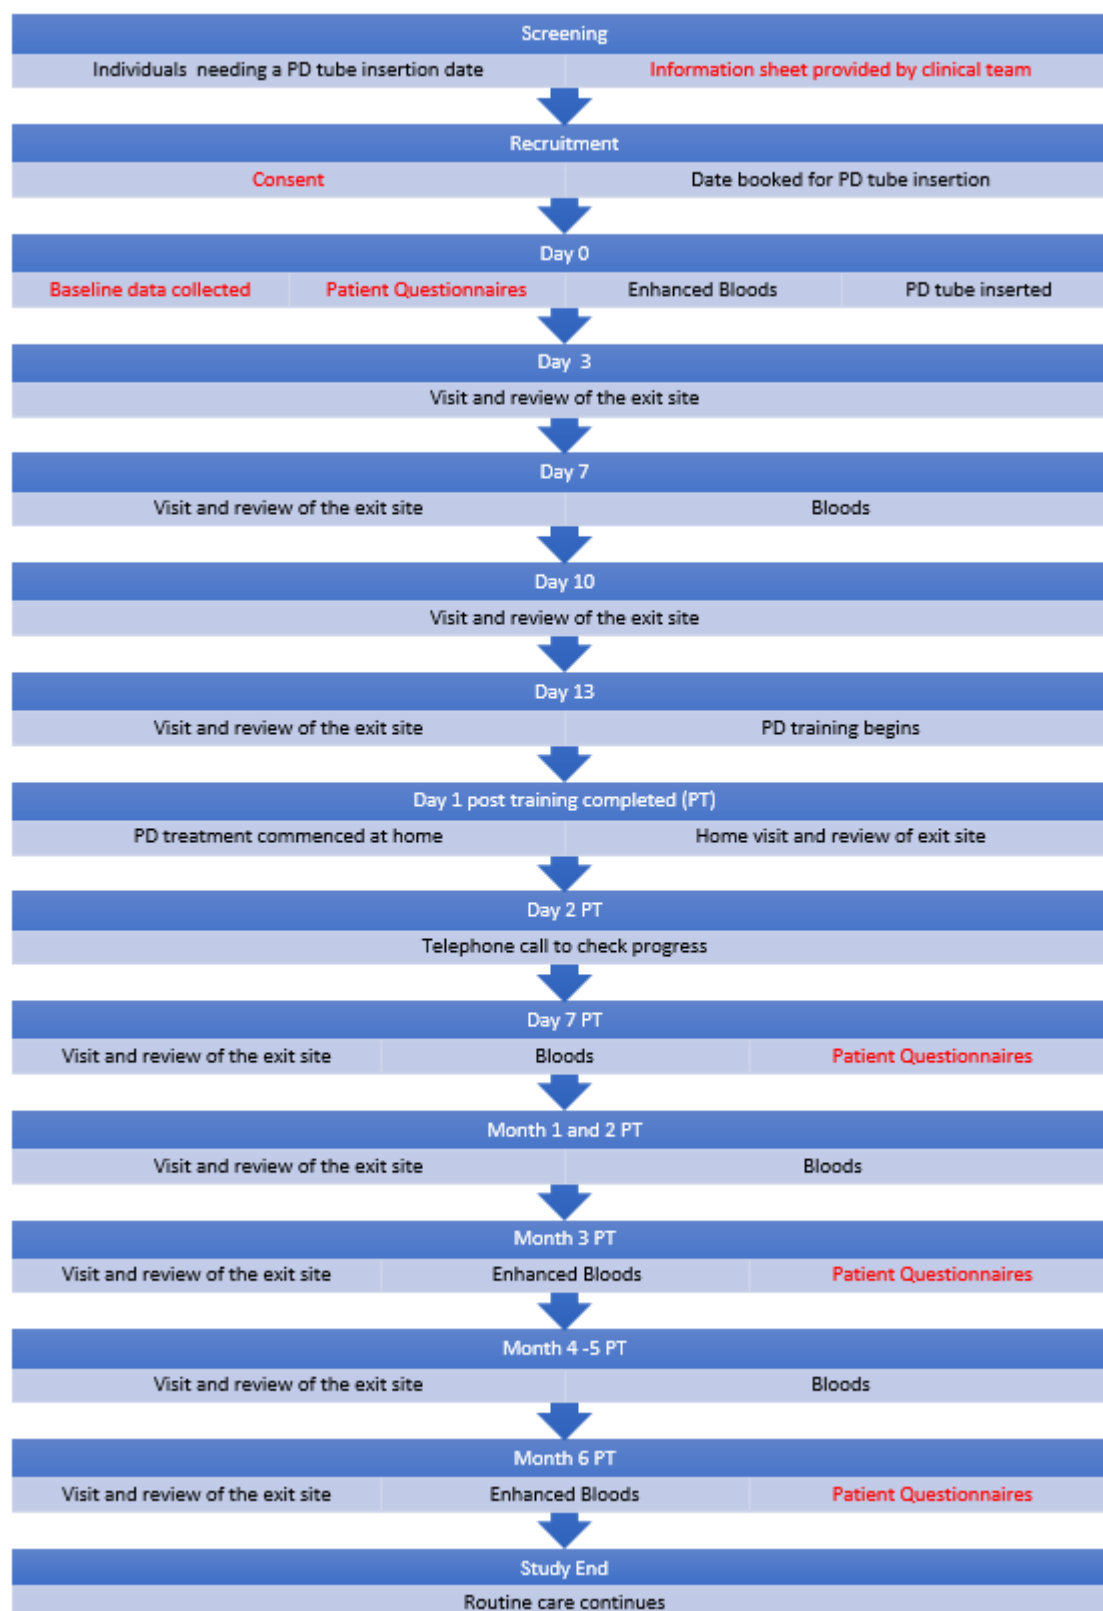 Screening
Individuals needing a PD tube insertion date
Information sheet provided by clinical team
Recruitment
Consent
Date booked for PD tube insertion
Day 0
Baseline data collected
Patient Questionnaires
Enhanced Bloods
PD tube inserted
Day 3
Visit and review of the exit site
Day 7
Visit and review of the exit site
Bloods
Day 10
Visit and review of the exit site
Day 13
Visit and review of the exit site
PD training begins
Day 1 post training completed (PT)
PD treatment commenced at home
Home visit and review of exit site
Day 2 PT
Telephone call to check progress
Day 7 PT
Visit and review of the exit site
Bloods
Patient Questionnaires
Month 1 and 2 PT
Visit and review of the exit site
Bloods
Month 3 PT
Visit and review of the exit site
Enhanced Bloods
Patient Questionnaires
Month 4 -5 PT
Visit and review of the exit site
Bloods
Month 6 PT
Visit and review of the exit site
Enhanced Bloods
Patient Questionnaires
Study End
Routine care continues